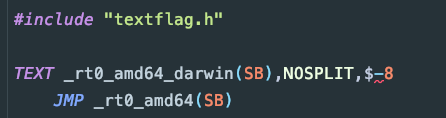 #include "textflag.h"
TEXT _rt0_amd64_darwin(SB),NOSPLIT,$-8
JMP _rt0_amd64(SB)